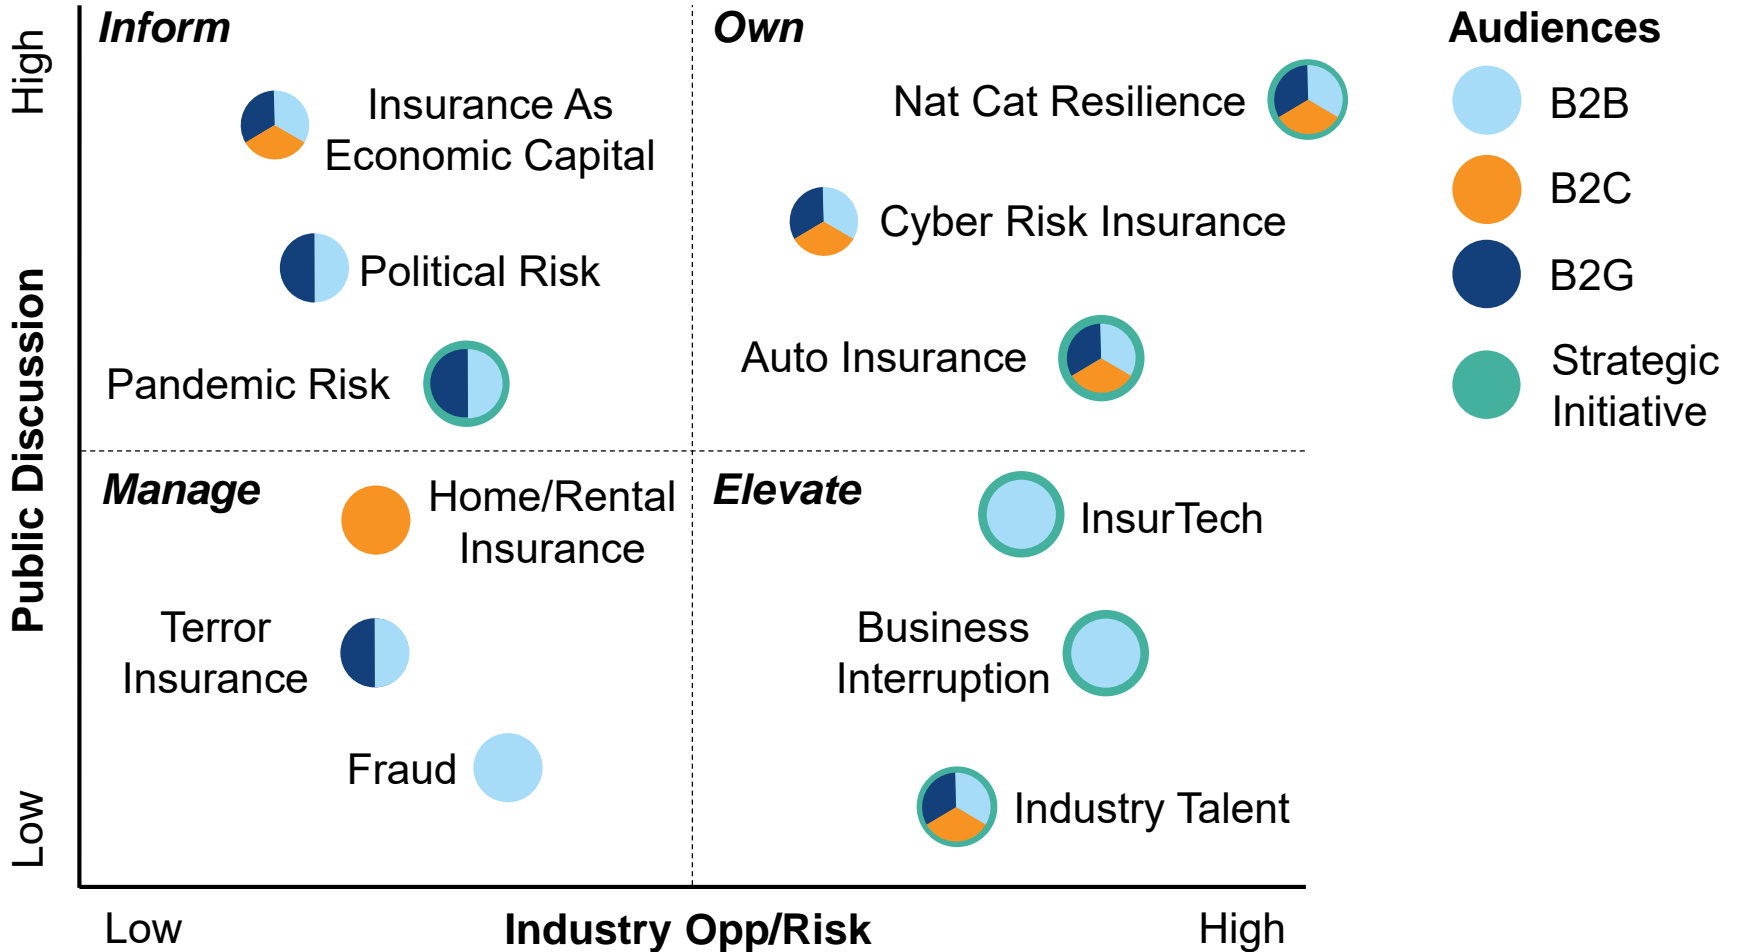 High
Public Discussion
Low
Inform
Insurance As
Economic Capital
Political Risk
Pandemic Risk
Own
Nat Cat Resilience
Cyber Risk Insurance
Auto Insurance
Manage
Home/Rental
Insurance
Terror
Insurance
Fraud
Elevate
InsurTech
Business
Interruption
Industry Talent
Low
Industry Opp/Risk
High
Audiences
B2B
B2C
B2G
Strategic
Initiative